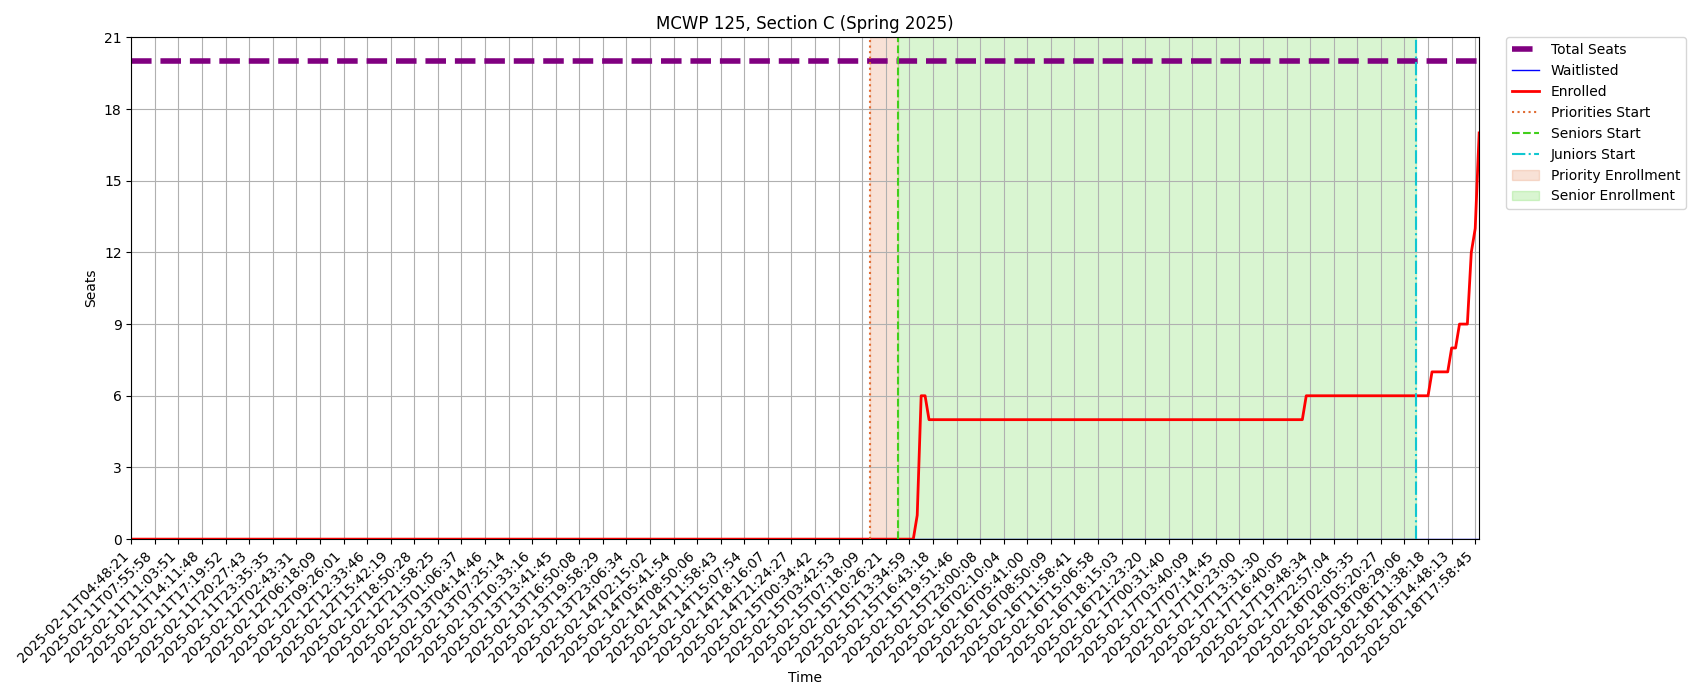 MCWP 125, Section C (Spring 2025)
21
18
15
12
9
6
3
0
Seats
2025-02-11T04:48:21
2025-02-11T07:55:58
2025-02-11T11:03:51
2025-02-11T14:11:48
2025-02-11T17:19:52
2025-02-11T20:27:43
2025-02-11T23:35:35
2025-02-12T02:43:31
2025-02-12T06:18:09
2025-02-12T09:26:01
2025-02-12T12:33:46
2025-02-12T15:42:19
2025-02-12T18:50:28
2025-02-12T21:58:25
2025-02-13T01:06:37
2025-02-13T04:14:46
2025-02-13T07:25:14
2025-02-13T10:33:16
2025-02-13T13:41:45
2025-02-13T16:50:08
2025-02-13T19:58:29
2025-02-13T23:06:34
2025-02-14T02:15:02
2025-02-14T05:41:54
2025-02-14T08:50:06
2025-02-14T11:58:43
2025-02-14T15:07:54
2025-02-14T18:16:07
2025-02-14T21:24:27
2025-02-15T00:34:42
2025-02-15T03:42:53
2025-02-15T07:18:09
2025-02-15T10:26:21
2025-02-15T13:34:59
2025-02-15T16:43:18
2025-02-15T19:51:46
2025-02-15T23:00:08
2025-02-16T02:10:04
2025-02-16T05:41:00
2025-02-16T08:50:09
2025-02-16T11:58:41
2025-02-16T15:06:58
2025-02-16T18:15:03
2025-02-16T21:23:20
2025-02-17T00:31:40
2025-02-17T03:40:09
2025-02-17T07:14:45
2025-02-17T10:23:00
2025-02-17T13:31:30
2025-02-17T16:40:05
2025-02-17T19:48:34
2025-02-17T22:57:04
2025-02-18T02:05:35
2025-02-18T05:20:27
2025-02-18T08:29:06
2025-02-18T11:38:18
2025-02-18T14:48:13
2025-02-18T17:58:45
Time
Total Seats
Waitlisted
Enrolled
Priorities Start
Seniors Start
Juniors Start
Priority Enrollment
Senior Enrollment